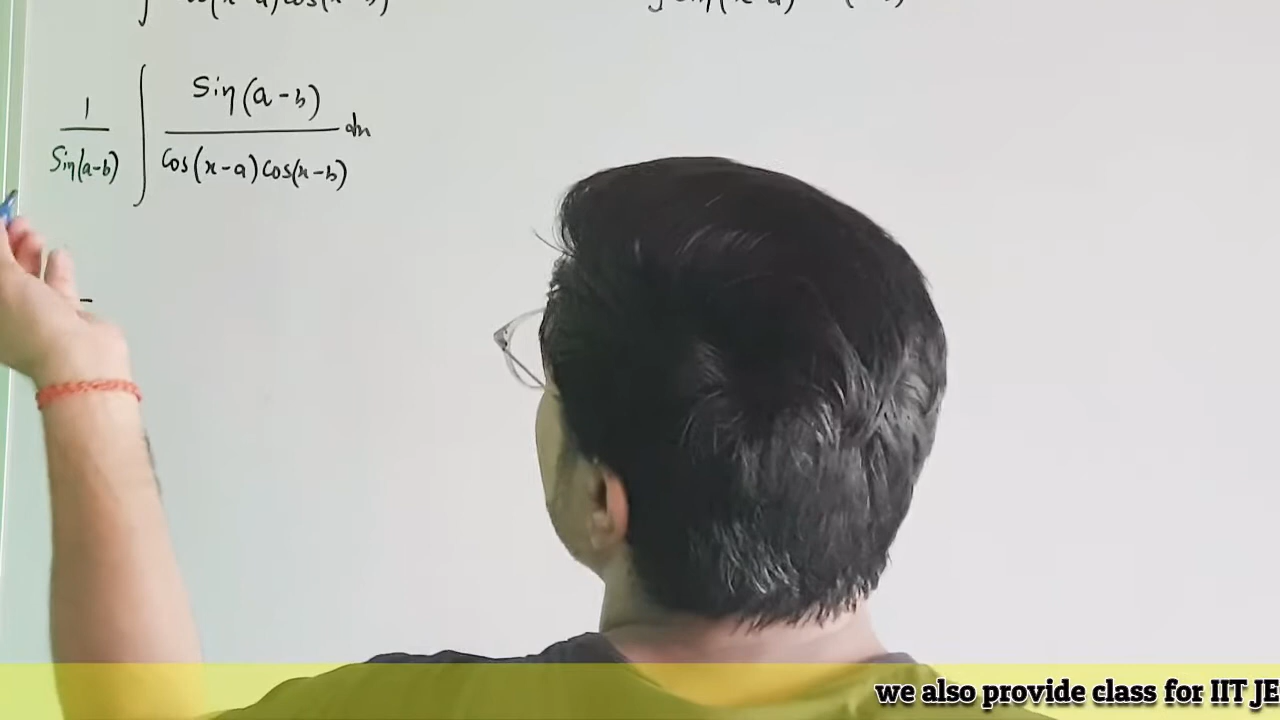 1/Sin(a-b) ∫ Sin(a-b)/Cos(x-a)Cos(x-b) dx
we also provide class for IIT JE